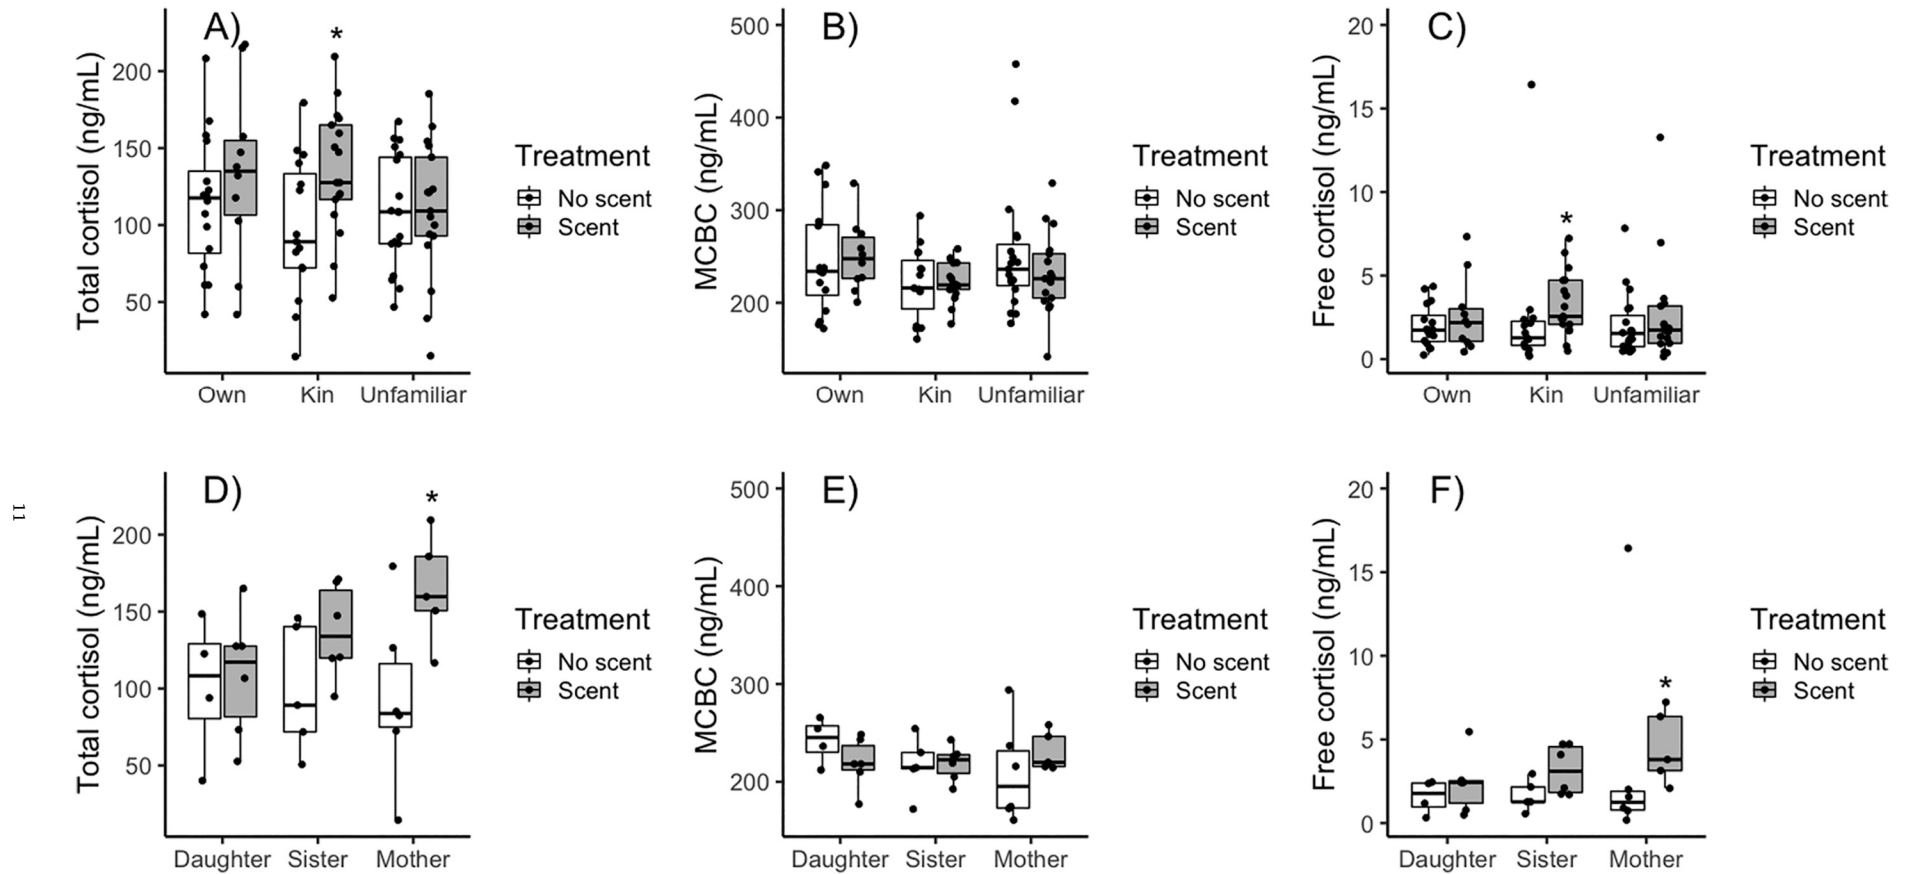 A)
*
Total cortisol (ng/mL)
200
150
100
50
Own Kin Unfamiliar
Treatment
No scent
Scent
B)
MCBC (ng/mL)
500
400
300
200
Own Kin Unfamiliar
Treatment
No scent
Scent
C)
*
Free cortisol (ng/mL)
20
15
10
5
0
Own Kin Unfamiliar
Treatment
No scent
Scent
11
D)
*
Total cortisol (ng/mL)
200
150
100
50
Daughter Sister Mother
Treatment
No scent
Scent
E)
MCBC (ng/mL)
500
400
300
200
Daughter Sister Mother
Treatment
No scent
Scent
F)
*
Free cortisol (ng/mL)
20
15
10
5
0
Daughter Sister Mother
Treatment
No scent
Scent